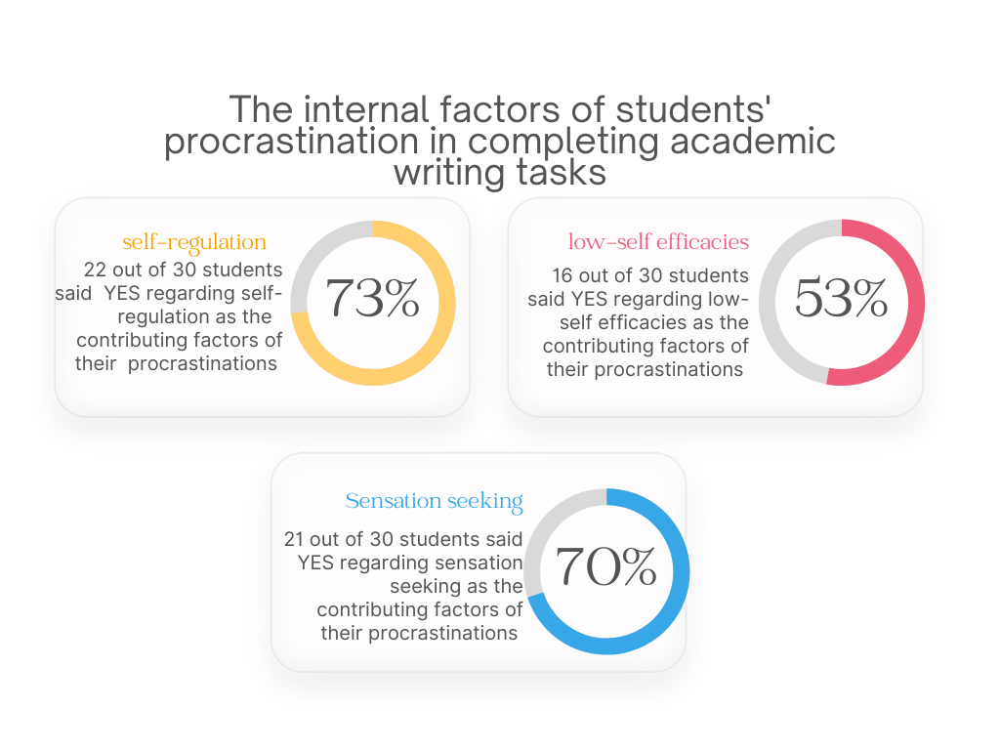 The internal factors of students'
procrastination in completing academic
writing tasks
self-regulation
22 out of 30 students
said YES regarding self-
regulation as the
contributing factors of
their procrastinations
73%
low-self efficacies
16 out of 30 students
said YES regarding low-
self efficacies as the
contributing factors of
their procrastinations
53%
Sensation seeking
21 out of 30 students said
YES regarding sensation
seeking as the
contributing factors of
their procrastinations
70%